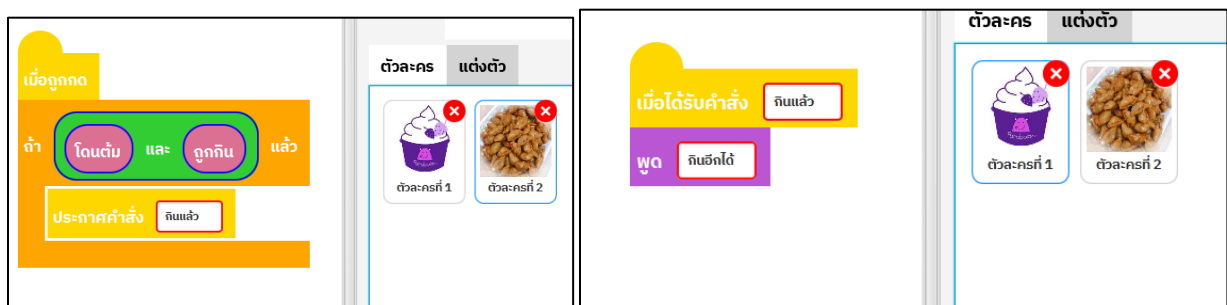 เมื่อถูกกด
ถ้า โดนต้ม และ ถูกกิน แล้ว
ประกาศคำสั่ง กินแล้ว
ตัวละคร แต่งตัว
ตัวละครที่ 1 ตัวละครที่ 2
เมื่อได้รับคำสั่ง กินแล้ว
พูด กินอีกได้
ตัวละคร แต่งตัว
ตัวละครที่ 1 ตัวละครที่ 2